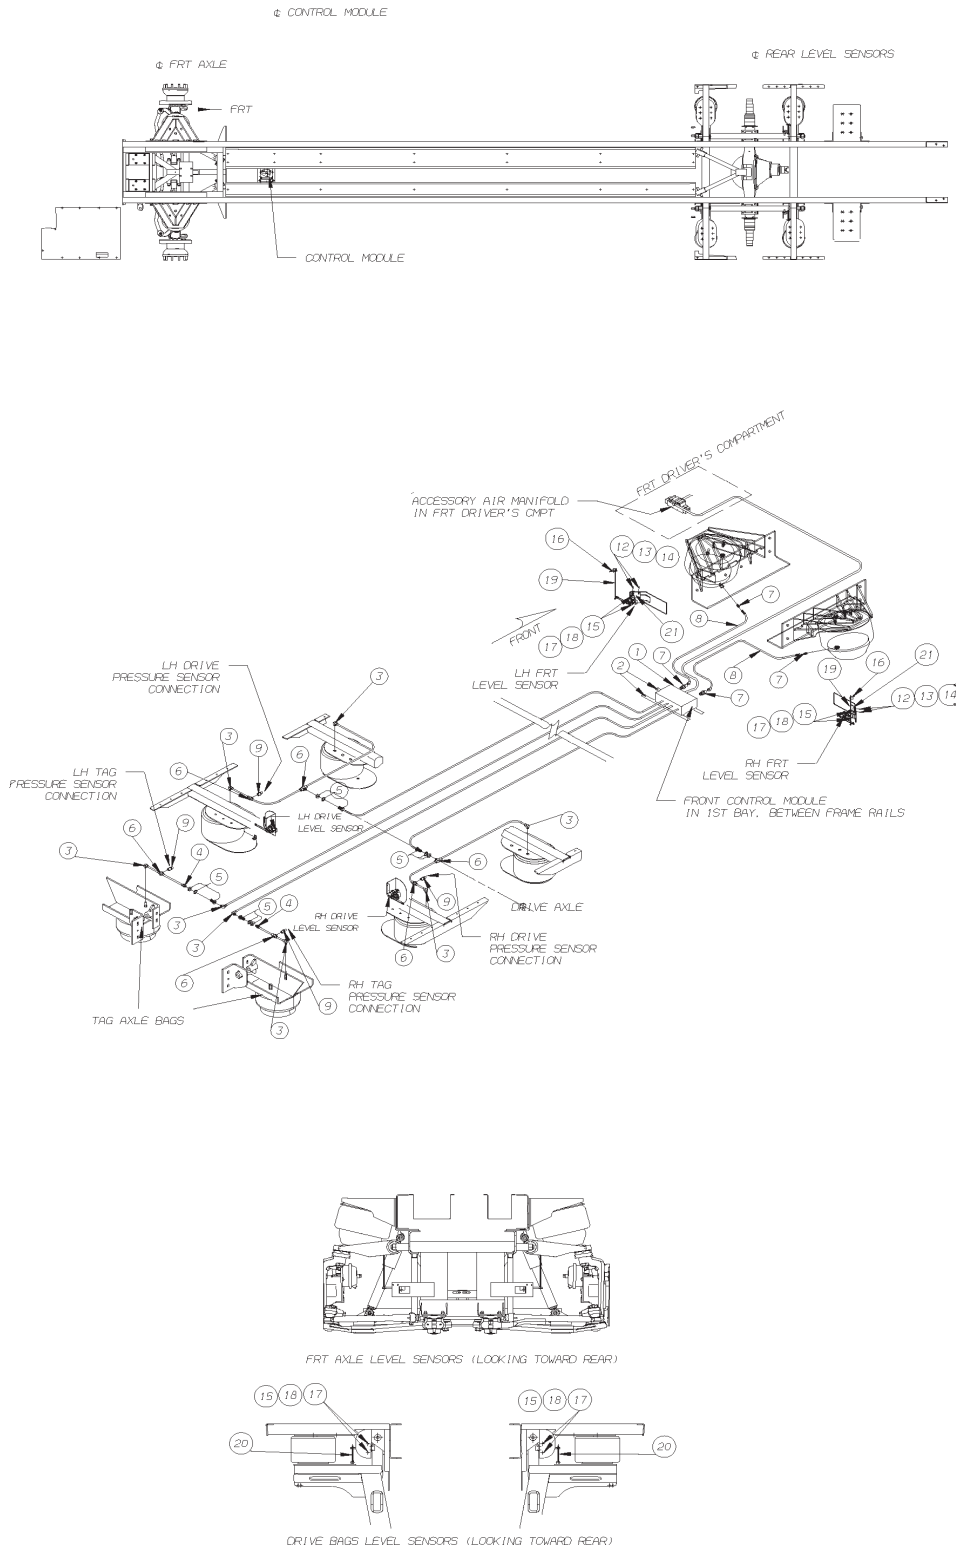 ℄ CONTROL MODULE
℄ REAR LEVEL SENSORS
℄ FRT AXLE
FRT
CONTROL MODULE
FRT DRIVER'S COMPARTMENT
ACCESSORY AIR MANIFOLD
IN FRT DRIVER'S CMPT
16
12 13 14
19
7
8
15
18
17
21
FRONT
LH FRT
LEVEL SENSOR
1
2
7
7
8
7
19
16
21
12 13 14
15
18
17
RH FRT
LEVEL SENSOR
FRONT CONTROL MODULE
IN 1ST BAY, BETWEEN FRAME RAILS
LH DRIVE
PRESSURE SENSOR
CONNECTION
3
3
9
6
6
5
LH TAG
PRESSURE SENSOR
CONNECTION
LH DRIVE
LEVEL SENSOR
6
9
3
4
5
3
3
5
6
3
9
3
6
DRIVE AXLE
RH DRIVE
LEVEL SENSOR
RH DRIVE
PRESSURE SENSOR
CONNECTION
3
5
4
6
RH TAG
PRESSURE SENSOR
CONNECTION
9
3
TAG AXLE BAGS
FRT AXLE LEVEL SENSORS (LOOKING TOWARD REAR)
15 18 17
20
15 18 17
20
DRIVE BAGS LEVEL SENSORS (LOOKING TOWARD REAR)